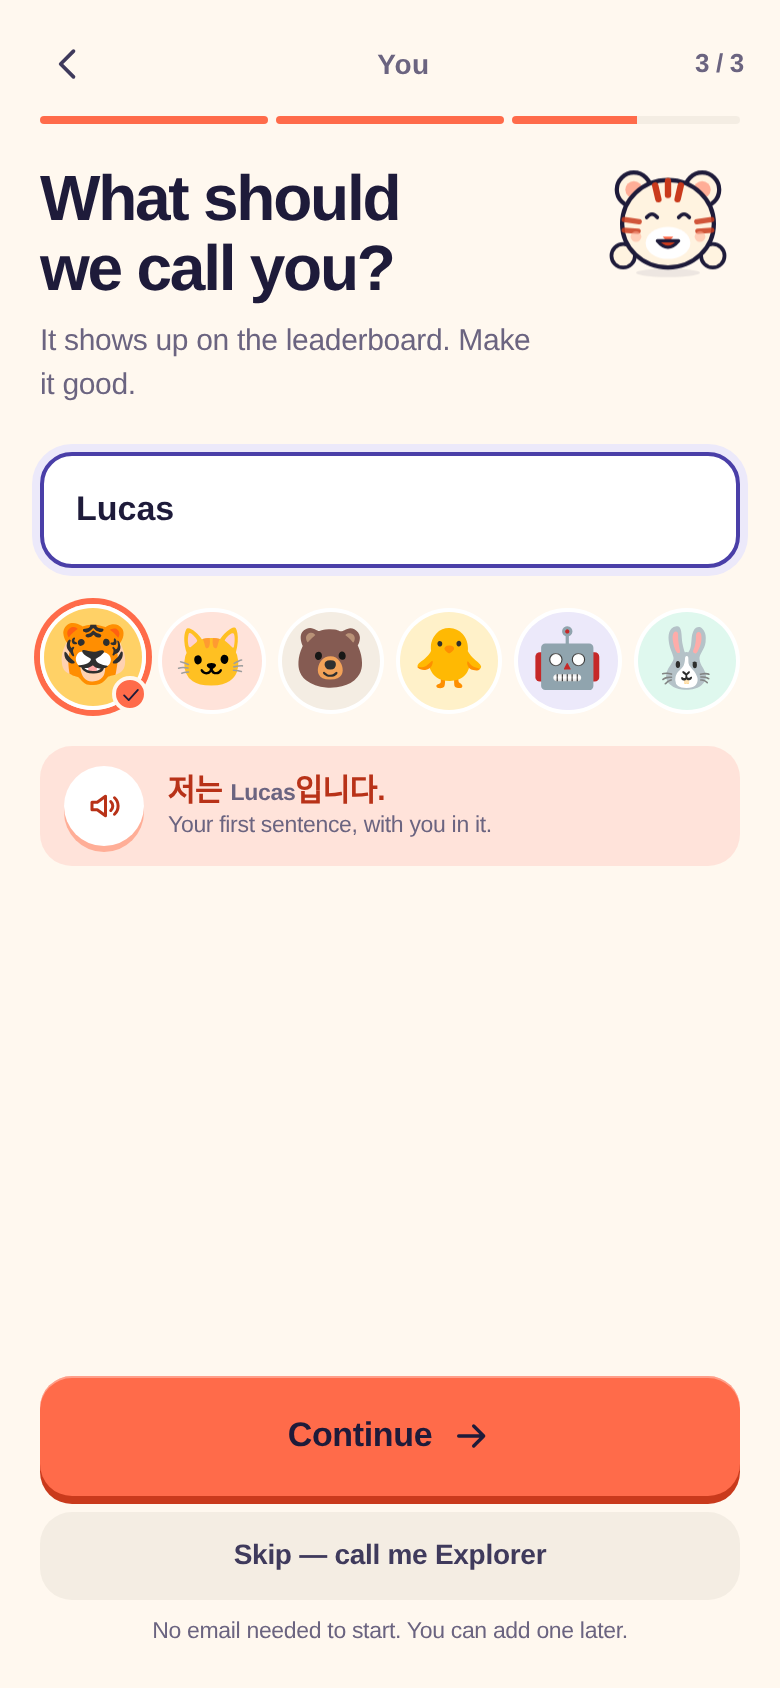 You
3 / 3
What should
we call you?
It shows up on the leaderboard. Make
it good.
Lucas
저는 Lucas입니다.
Your first sentence, with you in it.
Continue
Skip — call me Explorer
No email needed to start. You can add one later.